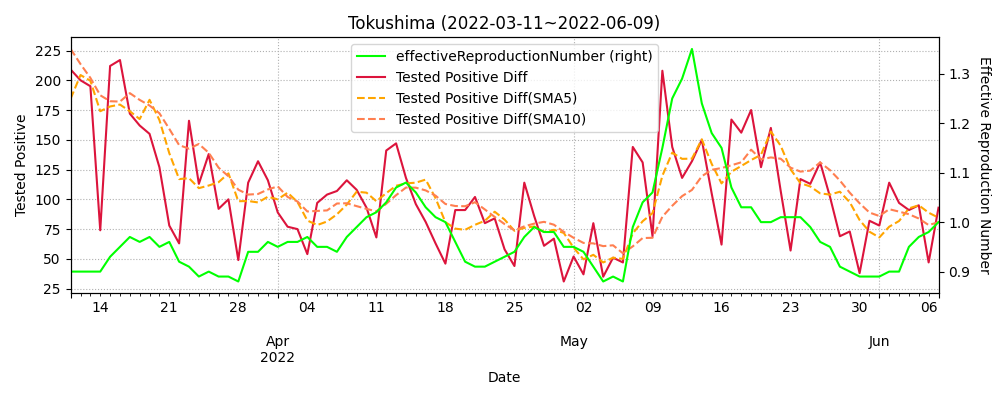 Tokushima (2022-03-11~2022-06-09)
effectiveReproductionNumber (right)
Tested Positive Diff
Tested Positive Diff(SMA5)
Tested Positive Diff(SMA10)
Tested Positive
225
200
175
150
125
100
75
50
25
Effective Reproduction Number
1.3
1.2
1.1
1.0
0.9
14 21 28 04 11 18 25 02 09 16 23 30 06
Apr May Jun
2022
Date